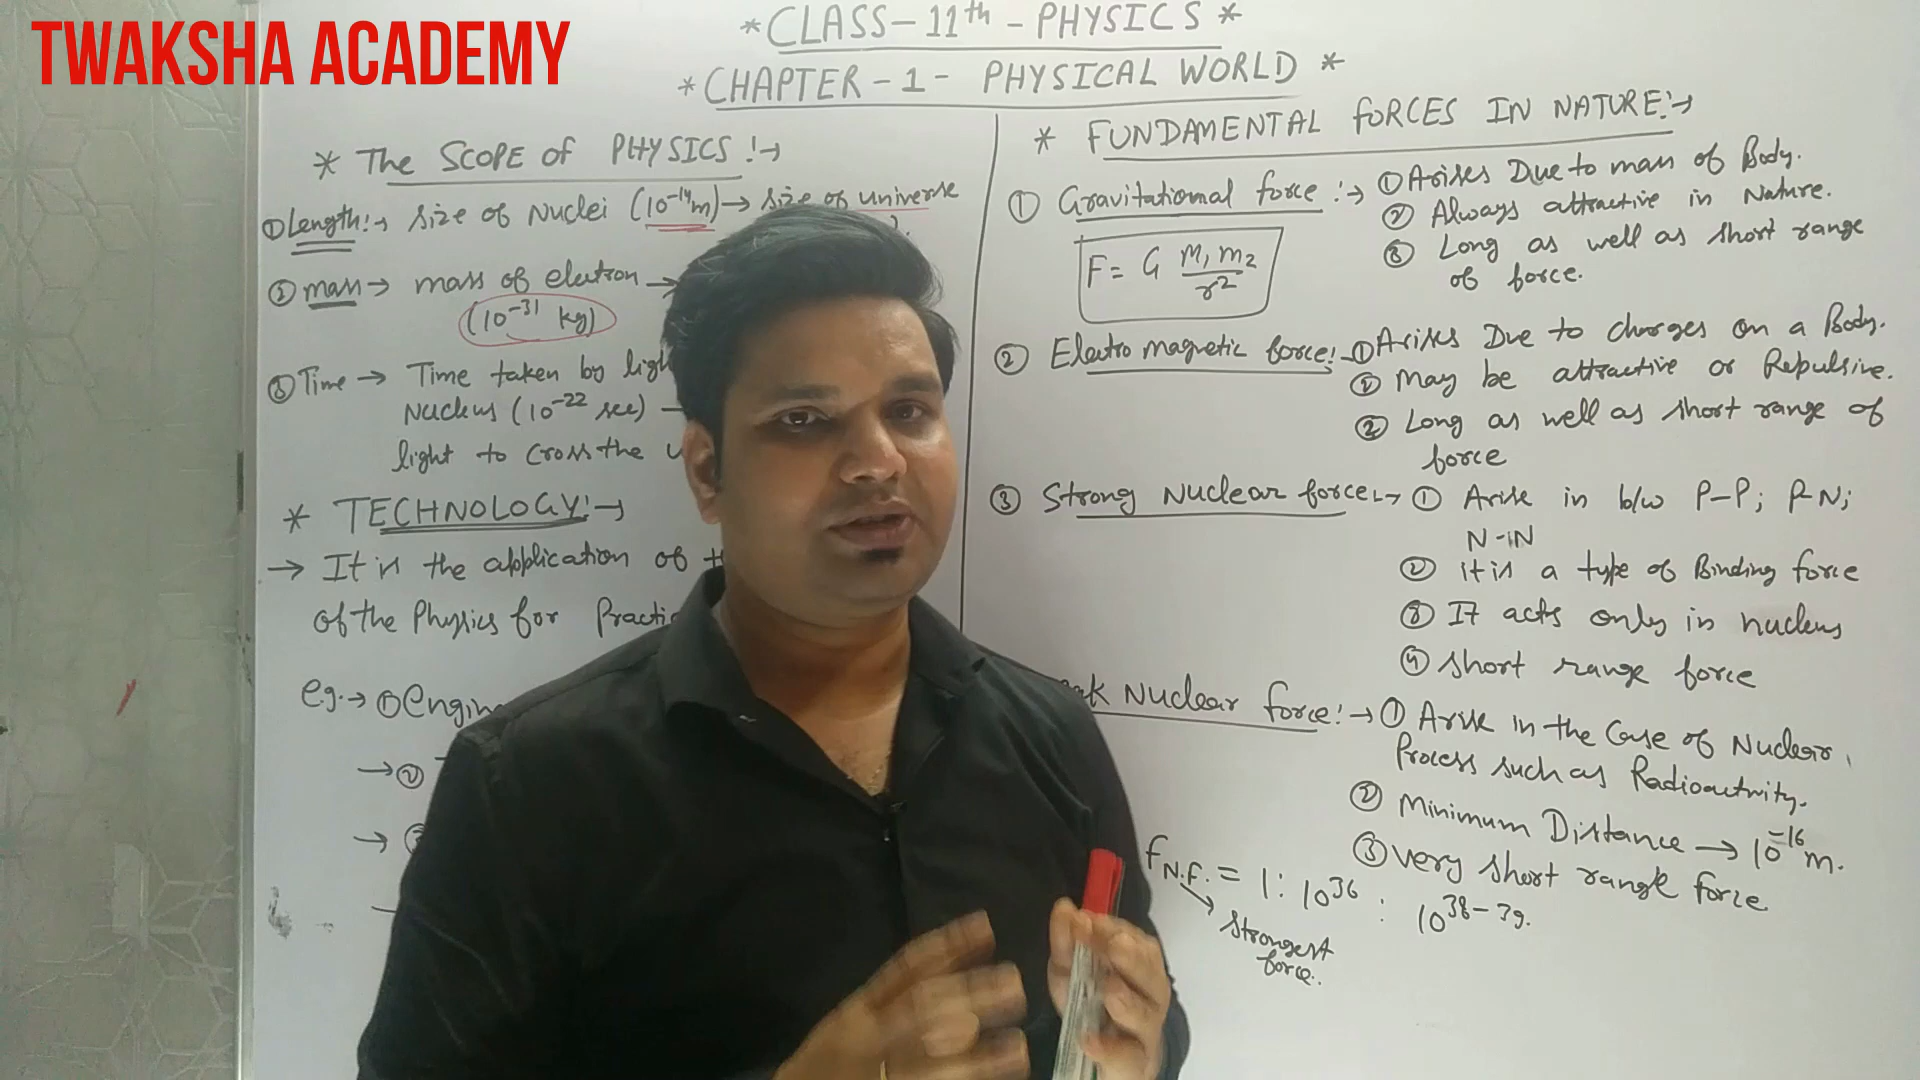 TWAKSHA ACADEMY
* CLASS - 11th - PHYSICS *
* CHAPTER - 1 - PHYSICAL WORLD *
* The SCOPE of PHYSICS :→
① Length :→ size of Nuclei (10⁻¹⁴m) → size of universe
② mass → mass of eletron →
(10⁻³¹ kg)
③ Time → Time taken by
Nucleus (10⁻²² sec) →
light to cross the
* TECHNOLOGY :→
→ It is the application of
of the Physics for
e.g. → ①
→ ②
→
* FUNDAMENTAL FORCES IN NATURE :→
① Gravitational force :→ ① Arises Due to mass of Body.
② Always attractive in Nature.
③ Long as well as short range
of force.
F = G M₁m₂/r²
② Electro magnetic force :→ ① Arises Due to charges on a Body.
② May be attractive or Repulsive.
② Long as well as short range of
force
③ Strong Nuclear force → ① Arise in b/w P-P; P-N;
N-N
② it is a type of Binding force
③ It acts only in nucleus
④ short range force
Nuclear force :→ ① Arise in the Case of Nuclear
Process such as Radioactivity.
② Minimum Distance → 10⁻¹⁶ m.
③ very short range force
F N.F. = 1 : 10³⁶ : 10³⁸⁻³⁹.
strongest
force.